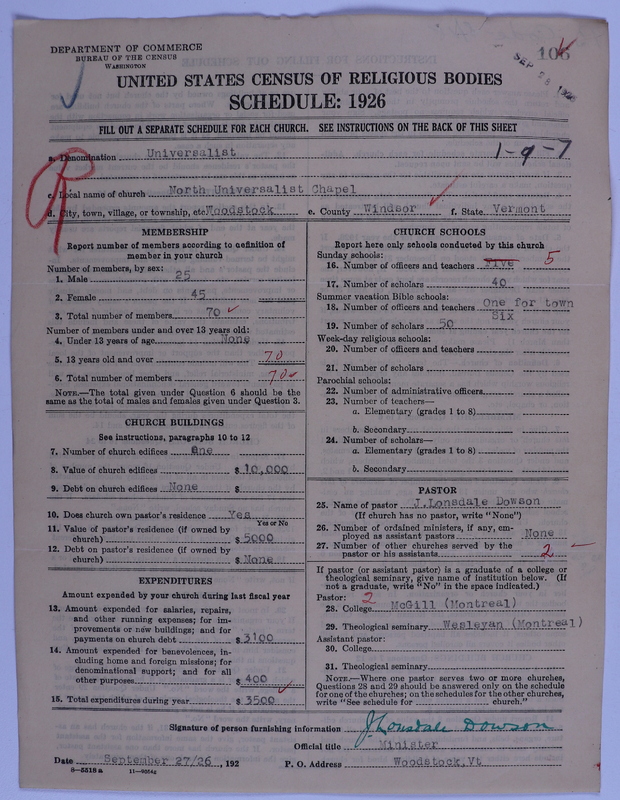 DEPARTMENT OF COMMERCE
BUREAU OF THE CENSUS
WASHINGTON
106
SEP 28 1926
UNITED STATES CENSUS OF RELIGIOUS BODIES
SCHEDULE: 1926
FILL OUT A SEPARATE SCHEDULE FOR EACH CHURCH. SEE INSTRUCTIONS ON THE BACK OF THIS SHEET
a. Denomination Universalist
1-9-7
R
c. Local name of church North Universalist Chapel
d. City, town, village, or township, etc. Woodstock e. County Windsor f. State Vermont
MEMBERSHIP
Report number of members according to definition of
member in your church
Number of members, by sex:
1. Male 25
2. Female 45
3. Total number of members 70
Number of members under and over 13 years old:
4. Under 13 years of age None
5. 13 years old and over 70
6. Total number of members 70
NOTE.—The total given under Question 6 should be
same as the total of males and females given under Question 3.
CHURCH BUILDINGS
See instructions, paragraphs 10 to 12
7. Number of church edifices One
8. Value of church edifices $ 10,000
9. Debt on church edifices None $
10. Does church own pastor's residence Yes
Yes or No
11. Value of pastor's residence (if owned by
church) $ 5000
12. Debt on pastor's residence (if owned by
church) $ None
EXPENDITURES
Amount expended by your church during last fiscal year
13. Amount expended for salaries, repairs,
and other running expenses; for im-
provements or new buildings; and for
payments on church debt $ 3100
14. Amount expended for benevolences, in-
cluding home and foreign missions; for
denominational support; and for all
other purposes $ 400
15. Total expenditures during year $ 3500
CHURCH SCHOOLS
Report here only schools conducted by this church
Sunday schools:
16. Number of officers and teachers Five 5
17. Number of scholars 40
Summer vacation Bible schools:
18. Number of officers and teachers One for town
Six
19. Number of scholars 50
Week-day religious schools:
20. Number of officers and teachers
21. Number of scholars
Parochial schools:
22. Number of administrative officers
23. Number of teachers—
a. Elementary (grades 1 to 8)
b. Secondary
24. Number of scholars—
a. Elementary (grades 1 to 8)
b. Secondary
PASTOR
25. Name of pastor J.Lonsdale Dowson
(If church has no pastor, write "None")
26. Number of ordained ministers, if any, em-
ployed as assistant pastors None
27. Number of other churches served by the
pastor or his assistants 2
If pastor (or assistant pastor) is a graduate of a college or
theological seminary, give name of institution below. (If
not a graduate, write "No" in the space indicated.)
Pastor: 2
28. College McGill (Montreal)
29. Theological seminary Wesleyan (Montreal)
Assistant pastor:
30. College
31. Theological seminary
NOTE.—Where one pastor serves two or more churches,
Questions 28 and 29 should be answered only on the schedule
for one of the churches; on the schedules for the other churches,
write "See schedule for church."
Signature of person furnishing information J. Lonsdale Dowson
Official title Minister
Date September 27/26, 192 P. O. Address Woodstock, Vt
8—5518 a 11—9554g